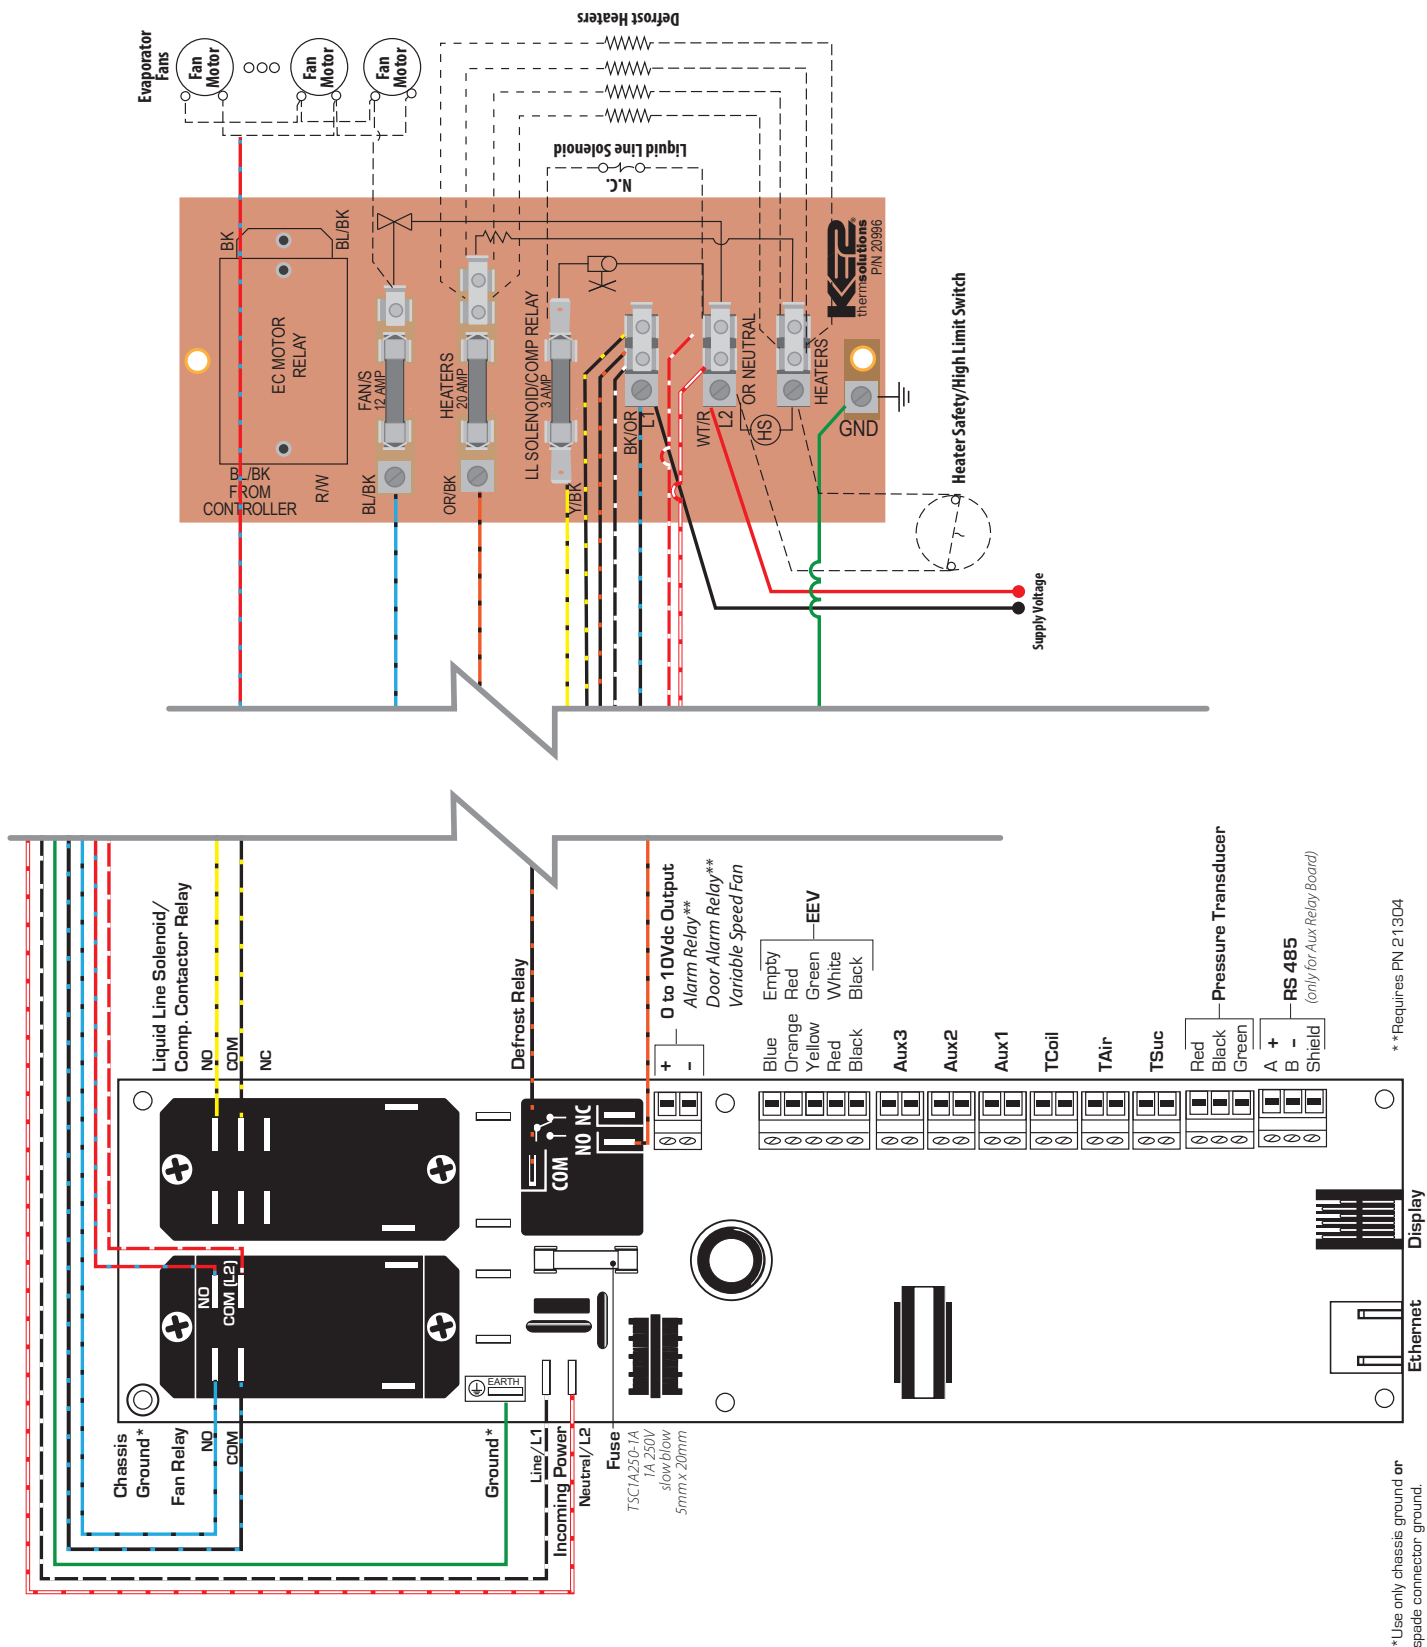 Defrost Heaters
Evaporator
Fans
Fan
Motor
Fan
Motor
Fan
Motor
Liquid Line Solenoid
N.C.
BK
BL/BK
EC MOTOR
RELAY
BL/BK
FROM
CONTROLLER
R/W
FAN/S
12 AMP
BL/BK
HEATERS
20 AMP
OR/BK
LL SOLENOID/COMP RELAY
3 AMP
Y/BK
BK/OR
L1
WT/R
L2
OR NEUTRAL
HS
HEATERS
GND
KE2
thermsolutions
P/N 20996
Heater Safety/High Limit Switch
Supply Voltage
Liquid Line Solenoid/
Comp. Contactor Relay
NO
COM
NC
Defrost Relay
COM
NO NC
0 to 10Vdc Output
Alarm Relay**
Door Alarm Relay**
Variable Speed Fan
+
-
EEV
Blue Empty
Orange Red
Yellow Green
Red White
Black Black
Aux3
Aux2
Aux1
TCoil
TAir
TSuc
Pressure Transducer
Red
Black
Green
RS 485
(only for Aux Relay Board)
A +
B -
Shield
**Requires PN 21304
NO
COM (L2)
Chassis
Ground*
Fan Relay
NO
COM
EARTH
Ground*
Line/L1
Incoming Power
Neutral/L2
Fuse
TSC1A250-1A
1A 250V
slow blow
5mm x 20mm
Display
Ethernet
*Use only chassis ground or
spade connector ground.